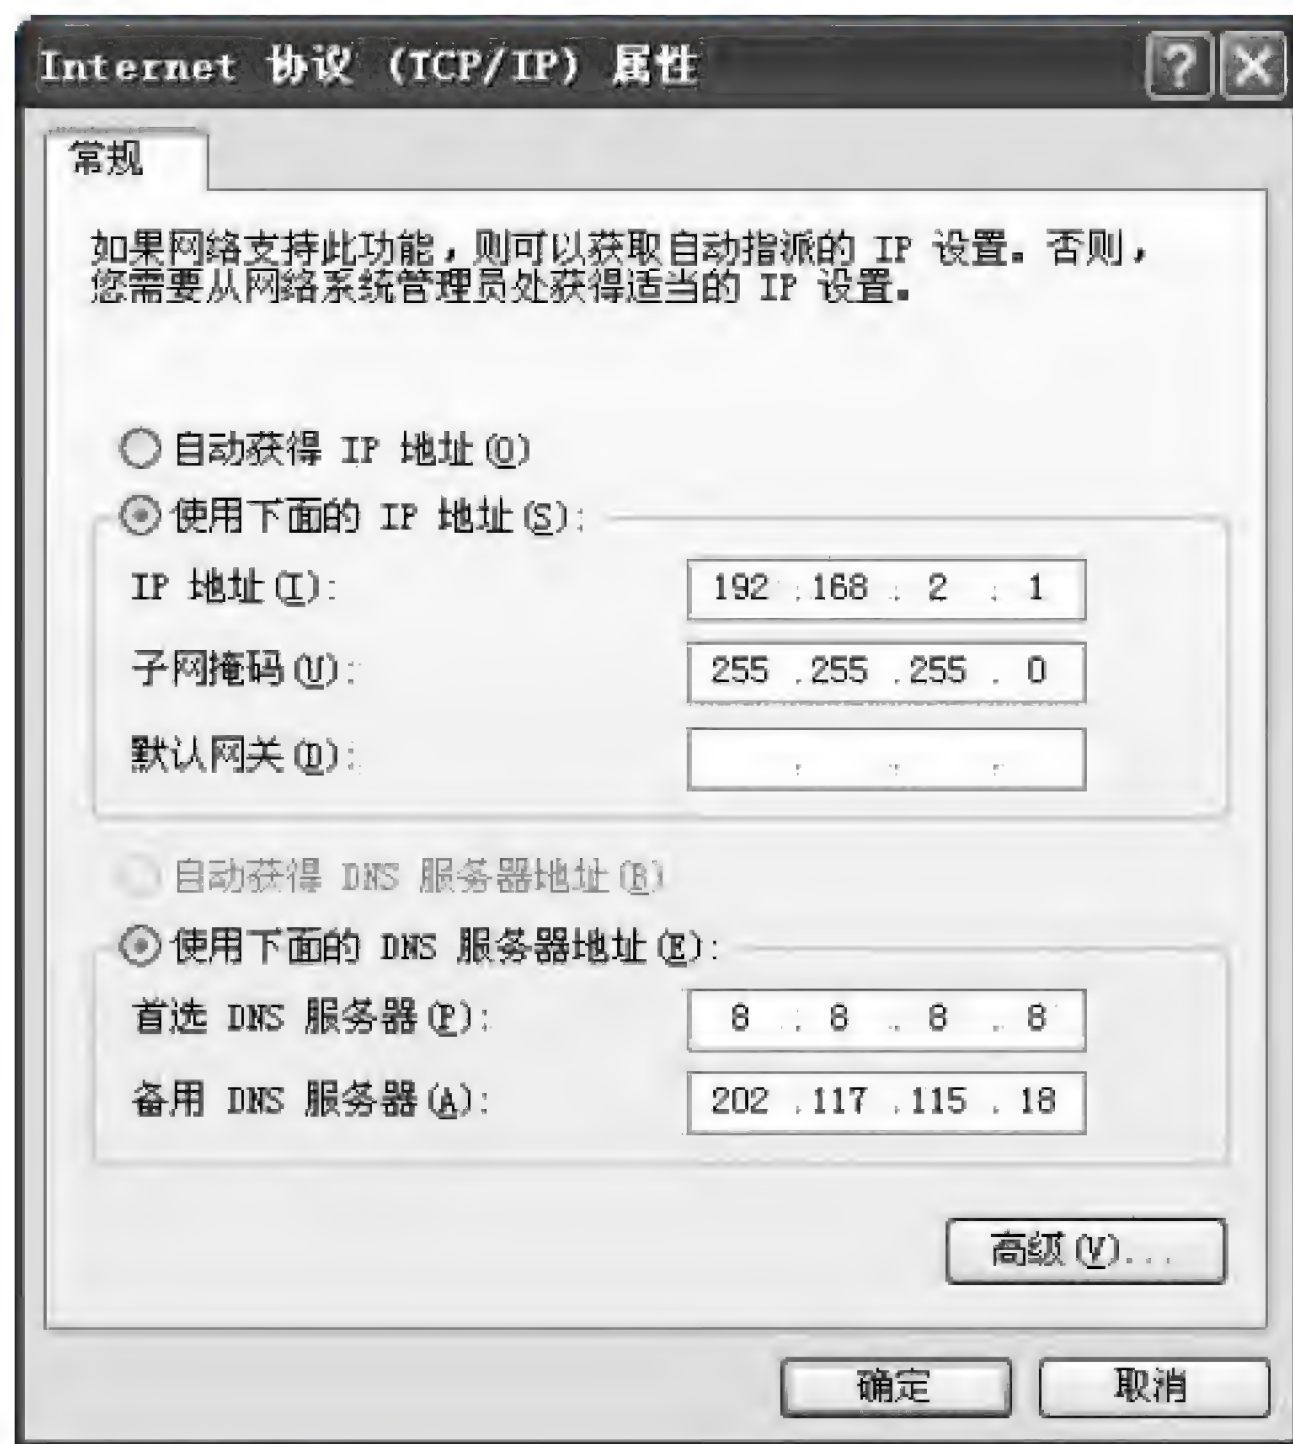 Internet 协议 (TCP/IP) 属性
常规
如果网络支持此功能，则可以获取自动指派的 IP 设置。否则，
您需要从网络系统管理员处获得适当的 IP 设置。
自动获得 IP 地址(O)
使用下面的 IP 地址(S):
IP 地址(I): 192 . 168 . 2 . 1
子网掩码(U): 255 . 255 . 255 . 0
默认网关(D): . . .
自动获得 DNS 服务器地址(B)
使用下面的 DNS 服务器地址(E):
首选 DNS 服务器(P): 8 . 8 . 8 . 8
备用 DNS 服务器(A): 202 . 117 . 115 . 18
高级(V)...
确定 取消